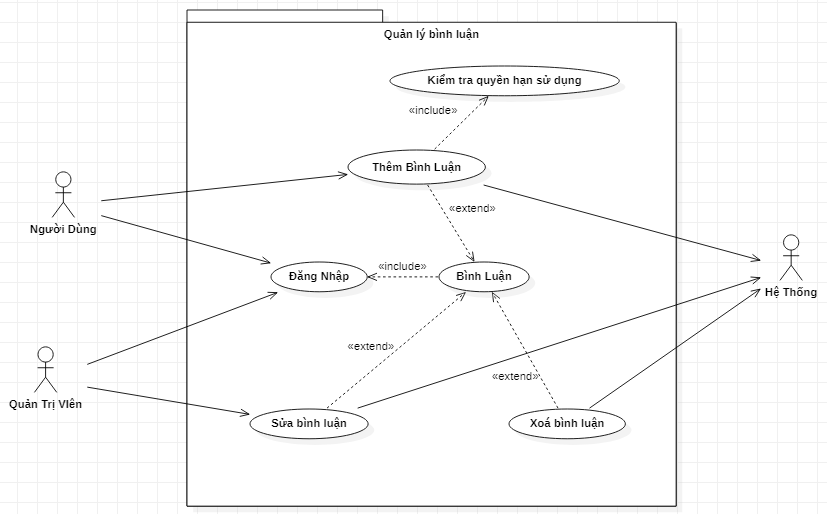 Quản lý bình luận
Kiểm tra quyền hạn sử dụng
«include»
Thêm Bình Luận
«extend»
Người Dùng
Đăng Nhập
«include»
Bình Luận
Hệ Thống
«extend»
«extend»
Quản Trị VIên
Sửa bình luận
Xoá bình luận